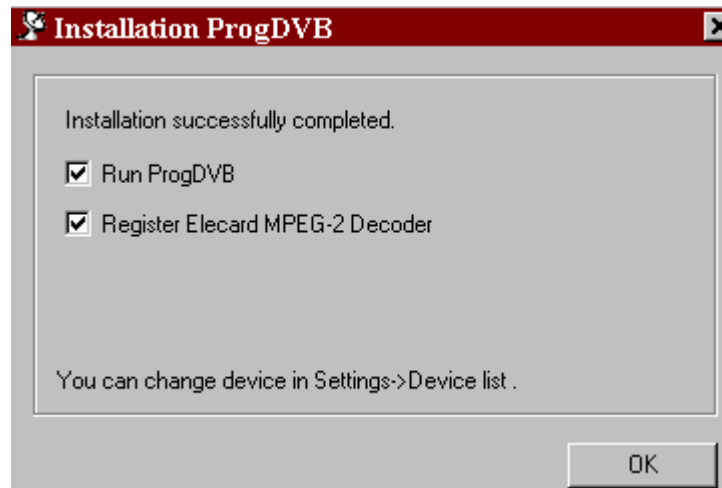 Installation ProgDVB
Installation successfully completed.
Run ProgDVB
Register Elecard MPEG-2 Decoder
You can change device in Settings->Device list .
OK